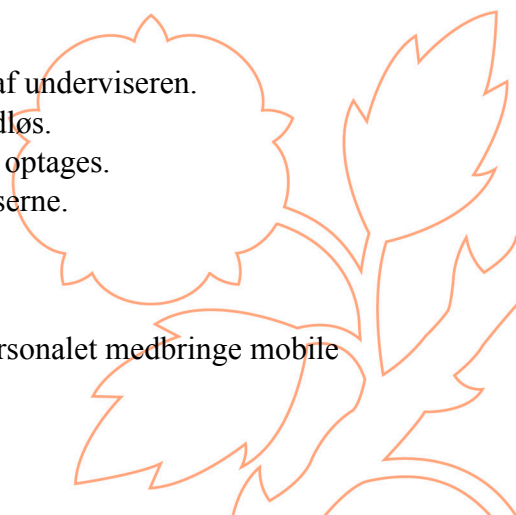 af underviseren.
dløs.
optages.
serne.
rsonalet medbringe mobile